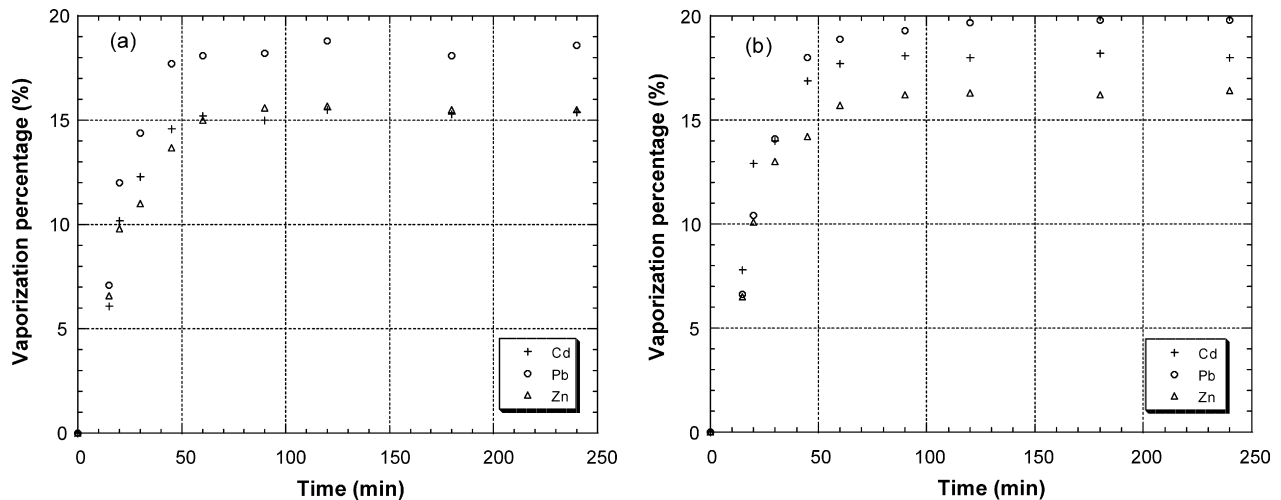 (a)
Vaporization percentage (%)
20
15
10
5
0
Cd
Pb
Zn
0 50 100 150 200 250
Time (min)
(b)
Vaporization percentage (%)
20
15
10
5
0
Cd
Pb
Zn
0 50 100 150 200 250
Time (min)